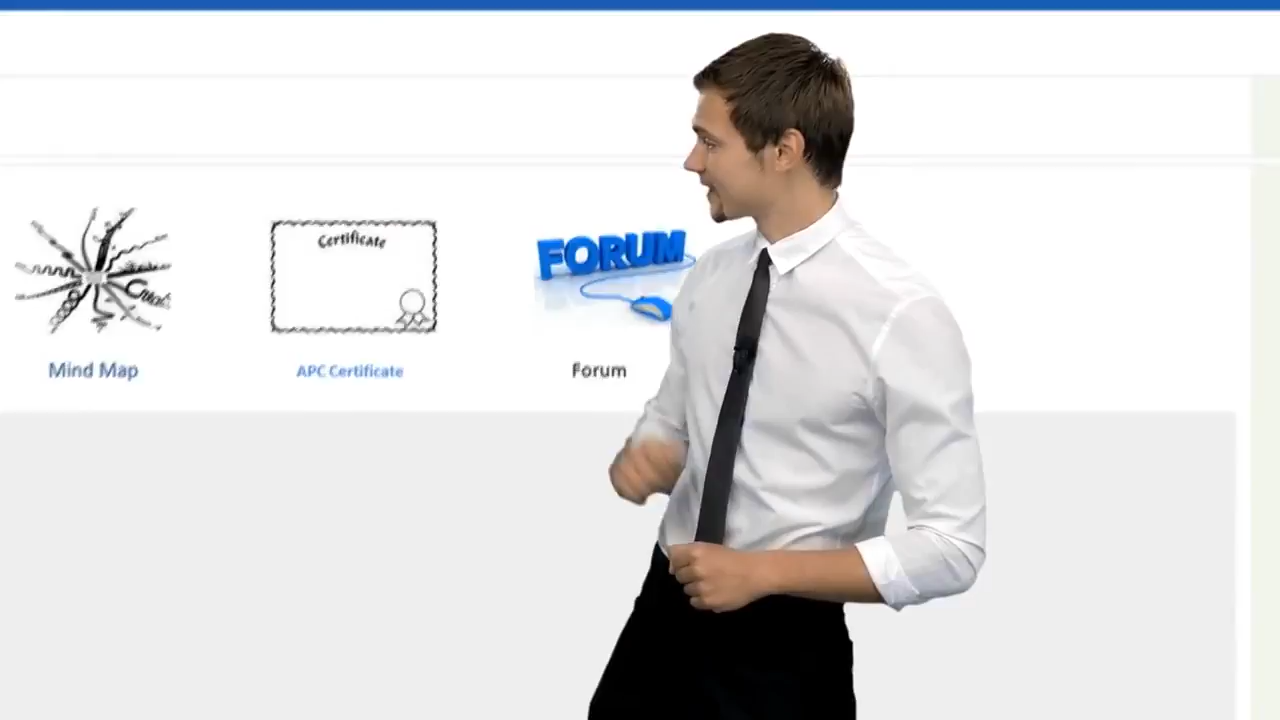 Certificate
FORUM
Mind Map
APC Certificate
Forum